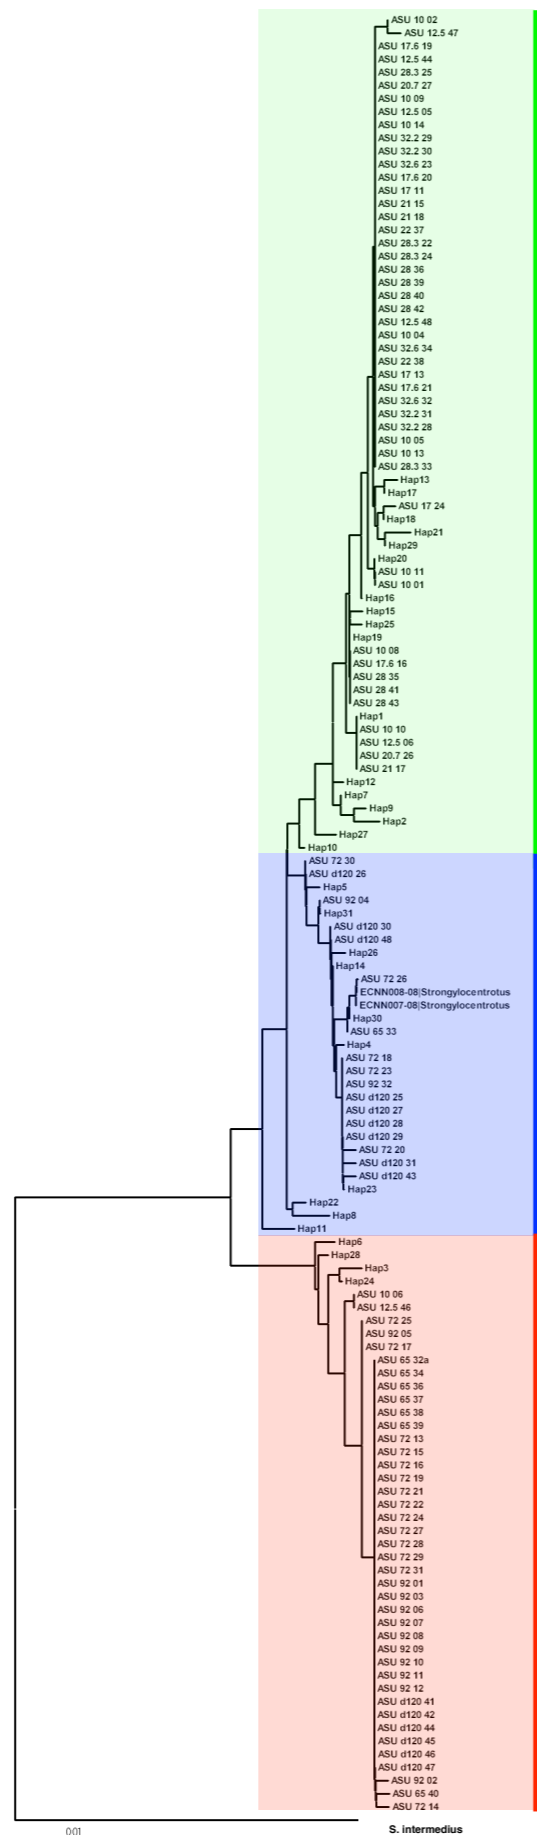 ASU 10 02
ASU 12.5 47
ASU 17.6 19
ASU 12.5 44
ASU 28.3 25
ASU 20.7 27
ASU 10 09
ASU 12.5 05
ASU 10 14
ASU 32.2 29
ASU 32.2 30
ASU 32.6 23
ASU 17.6 20
ASU 17 11
ASU 21 15
ASU 21 18
ASU 22 37
ASU 28.3 22
ASU 28.3 24
ASU 28 36
ASU 28 39
ASU 28 40
ASU 28 42
ASU 12.5 48
ASU 10 04
ASU 32.6 34
ASU 22 38
ASU 17 13
ASU 17.6 21
ASU 32.6 32
ASU 32.2 31
ASU 32.2 28
ASU 10 05
ASU 10 13
ASU 28.3 33
Hap13
Hap17
ASU 17 24
Hap18
Hap21
Hap29
Hap20
ASU 10 11
ASU 10 01
Hap16
Hap15
Hap25
Hap19
ASU 10 08
ASU 17.6 16
ASU 28 35
ASU 28 41
ASU 28 43
Hap1
ASU 10 10
ASU 12.5 06
ASU 20.7 26
ASU 21 17
Hap12
Hap7
Hap9
Hap2
Hap27
Hap10
ASU 72 30
ASU d120 26
Hap5
ASU 92 04
Hap31
ASU d120 30
ASU d120 48
Hap26
Hap14
ASU 72 26
ECNN008-08|Strongylocentrotus
ECNN007-08|Strongylocentrotus
Hap30
ASU 65 33
Hap4
ASU 72 18
ASU 72 23
ASU 92 32
ASU d120 25
ASU d120 27
ASU d120 28
ASU d120 29
ASU 72 20
ASU d120 31
ASU d120 43
Hap23
Hap22
Hap8
Hap11
Hap6
Hap28
Hap3
Hap24
ASU 10 06
ASU 12.5 46
ASU 72 25
ASU 92 05
ASU 72 17
ASU 65 32a
ASU 65 34
ASU 65 36
ASU 65 37
ASU 65 38
ASU 65 39
ASU 72 13
ASU 72 15
ASU 72 16
ASU 72 19
ASU 72 21
ASU 72 22
ASU 72 24
ASU 72 27
ASU 72 28
ASU 72 29
ASU 72 31
ASU 92 01
ASU 92 03
ASU 92 06
ASU 92 07
ASU 92 08
ASU 92 09
ASU 92 10
ASU 92 11
ASU 92 12
ASU d120 41
ASU d120 42
ASU d120 44
ASU d120 45
ASU d120 46
ASU d120 47
ASU 92 02
ASU 65 40
ASU 72 14
S. intermedius
0.01